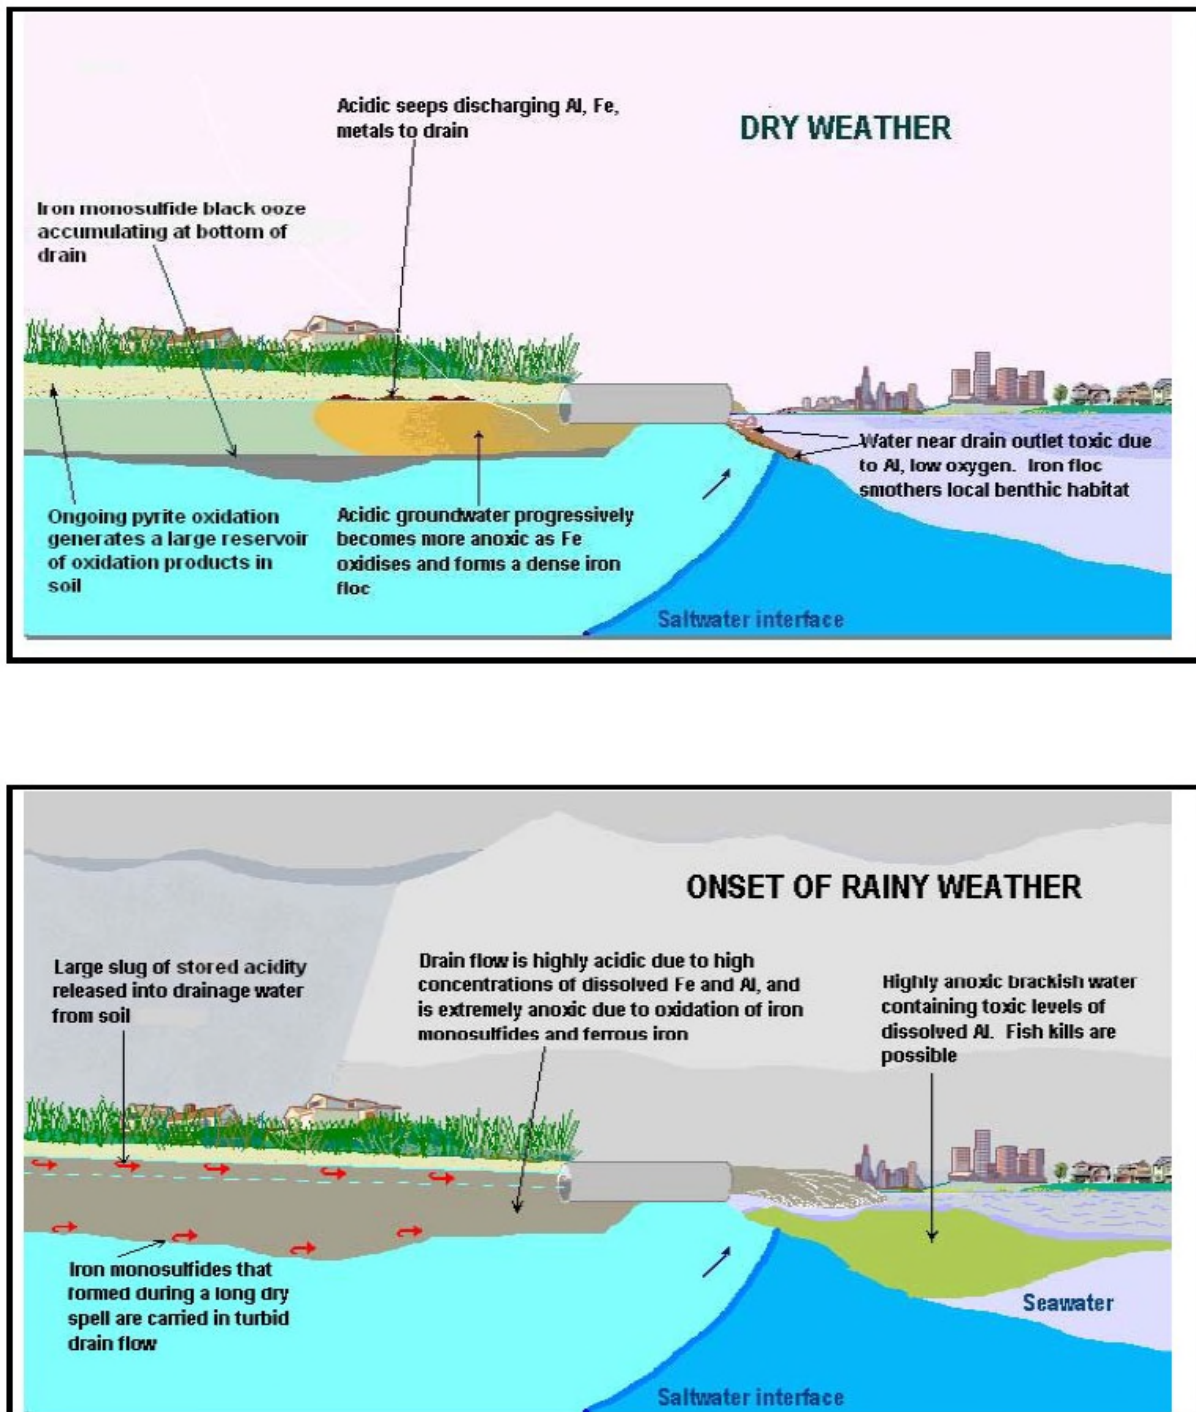 Acidic seeps discharging Al, Fe,
metals to drain
DRY WEATHER
Iron monosulfide black ooze
accumulating at bottom of
drain
Water near drain outlet toxic due
to Al, low oxygen. Iron floc
smothers local benthic habitat
Ongoing pyrite oxidation
generates a large reservoir
of oxidation products in
soil
Acidic groundwater progressively
becomes more anoxic as Fe
oxidises and forms a dense iron
floc
Saltwater interface
ONSET OF RAINY WEATHER
Large slug of stored acidity
released into drainage water
from soil
Drain flow is highly acidic due to high
concentrations of dissolved Fe and Al, and
is extremely anoxic due to oxidation of iron
monosulfides and ferrous iron
Highly anoxic brackish water
containing toxic levels of
dissolved Al. Fish kills are
possible
Iron monosulfides that
formed during a long dry
spell are carried in turbid
drain flow
Seawater
Saltwater interface